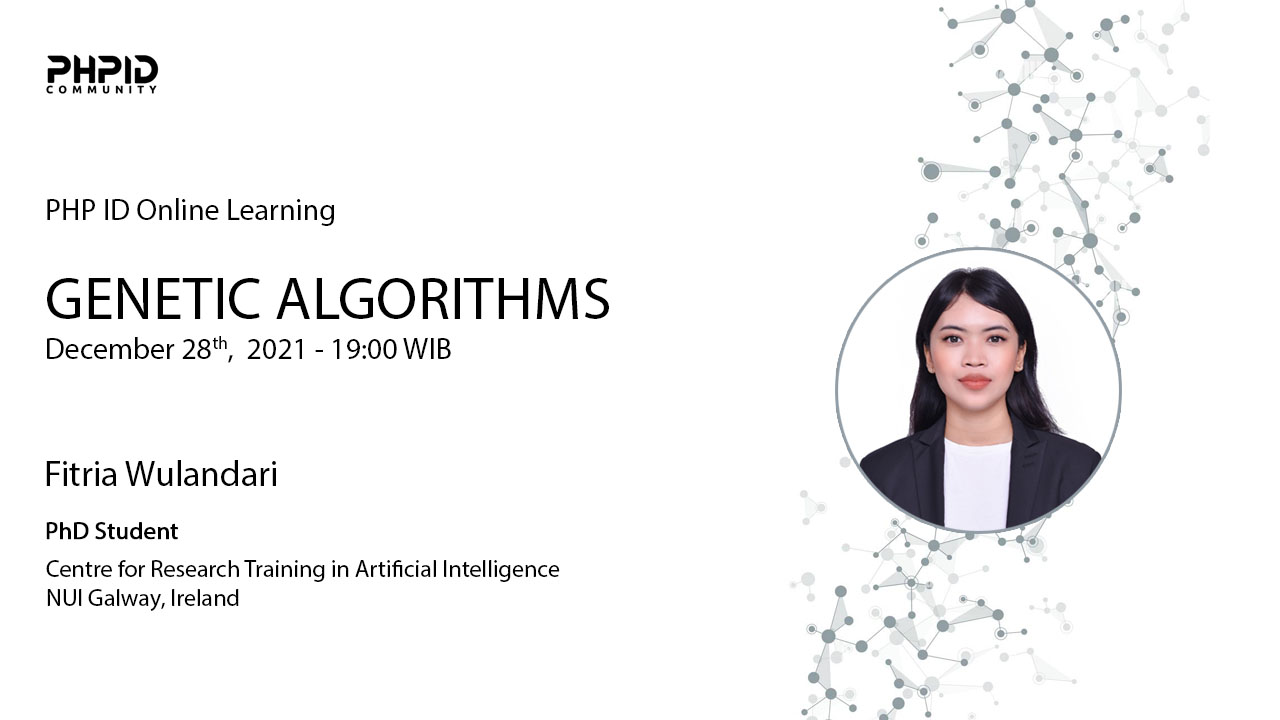 PHPID
COMMUNITY
PHP ID Online Learning
GENETIC ALGORITHMS
December 28th, 2021 - 19:00 WIB
Fitria Wulandari
PhD Student
Centre for Research Training in Artificial Intelligence
NUI Galway, Ireland